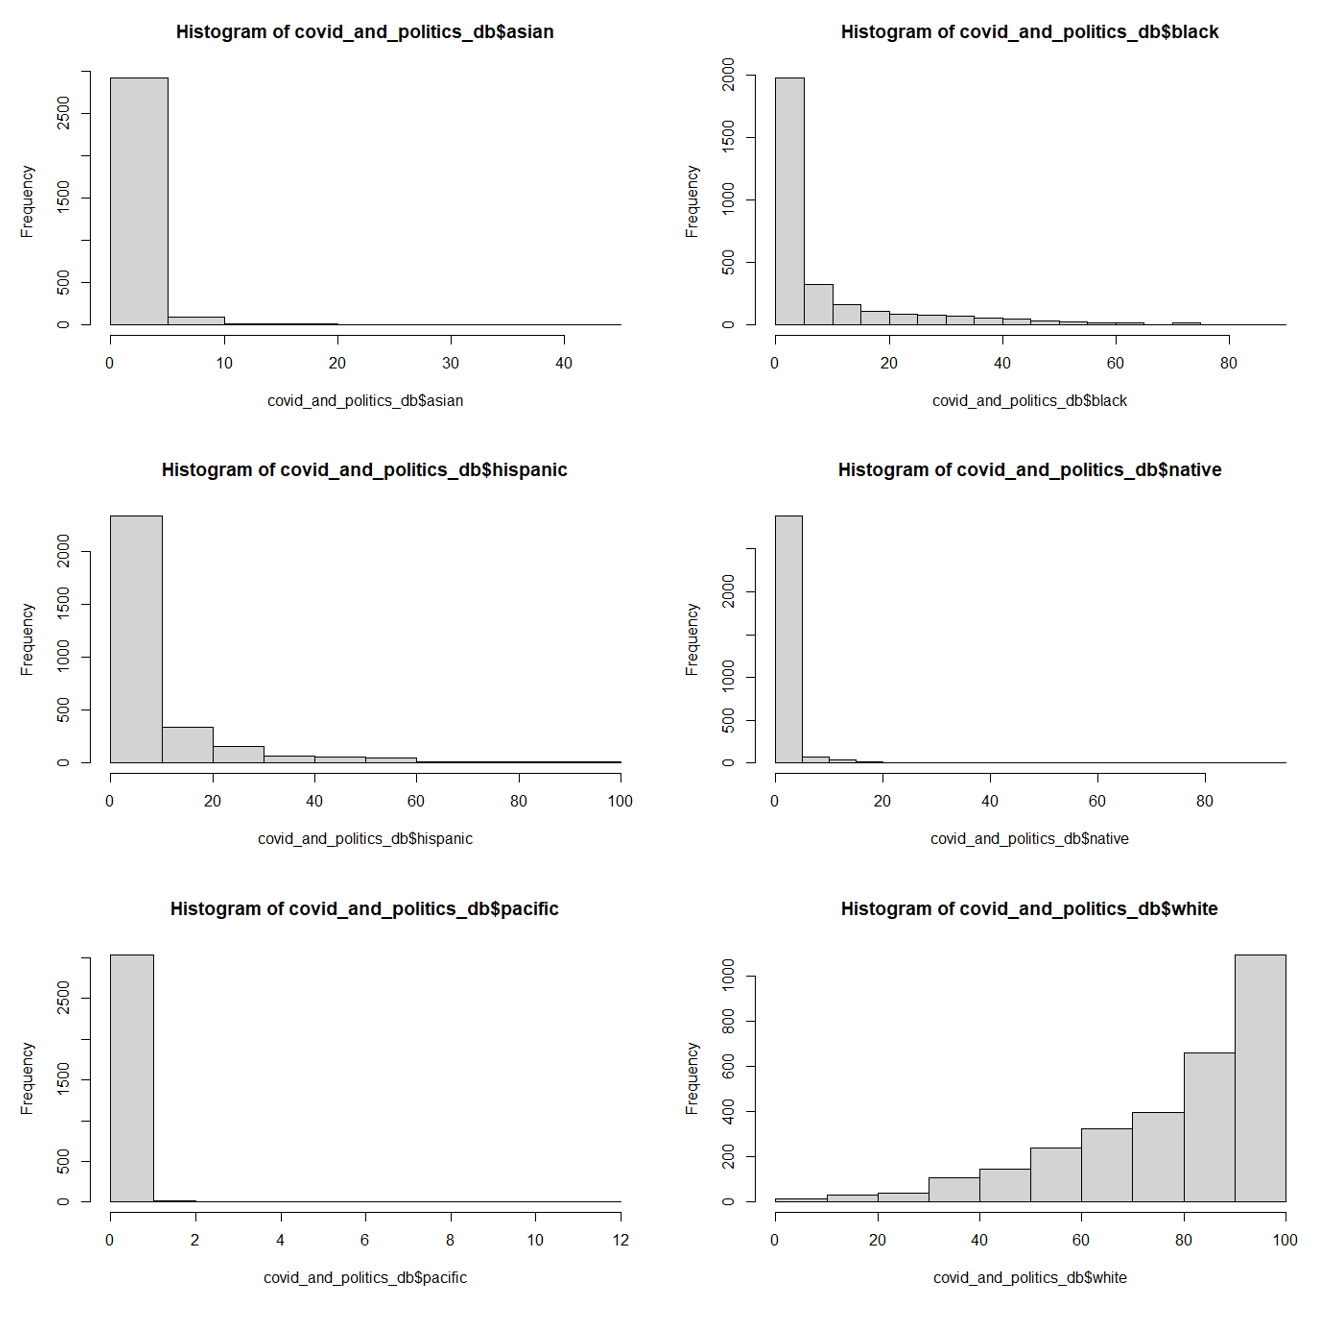 Histogram of covid_and_politics_db$asian
Frequency
0 500 1500 2500
0 10 20 30 40
covid_and_politics_db$asian
Histogram of covid_and_politics_db$black
Frequency
0 500 1000 1500 2000
0 20 40 60 80
covid_and_politics_db$black
Histogram of covid_and_politics_db$hispanic
Frequency
0 500 1000 1500 2000
0 20 40 60 80 100
covid_and_politics_db$hispanic
Histogram of covid_and_politics_db$native
Frequency
0 500 1000 2000
0 20 40 60 80
covid_and_politics_db$native
Histogram of covid_and_politics_db$pacific
Frequency
0 500 1500 2500
0 2 4 6 8 10 12
covid_and_politics_db$pacific
Histogram of covid_and_politics_db$white
Frequency
0 200 400 600 800 1000
0 20 40 60 80 100
covid_and_politics_db$white